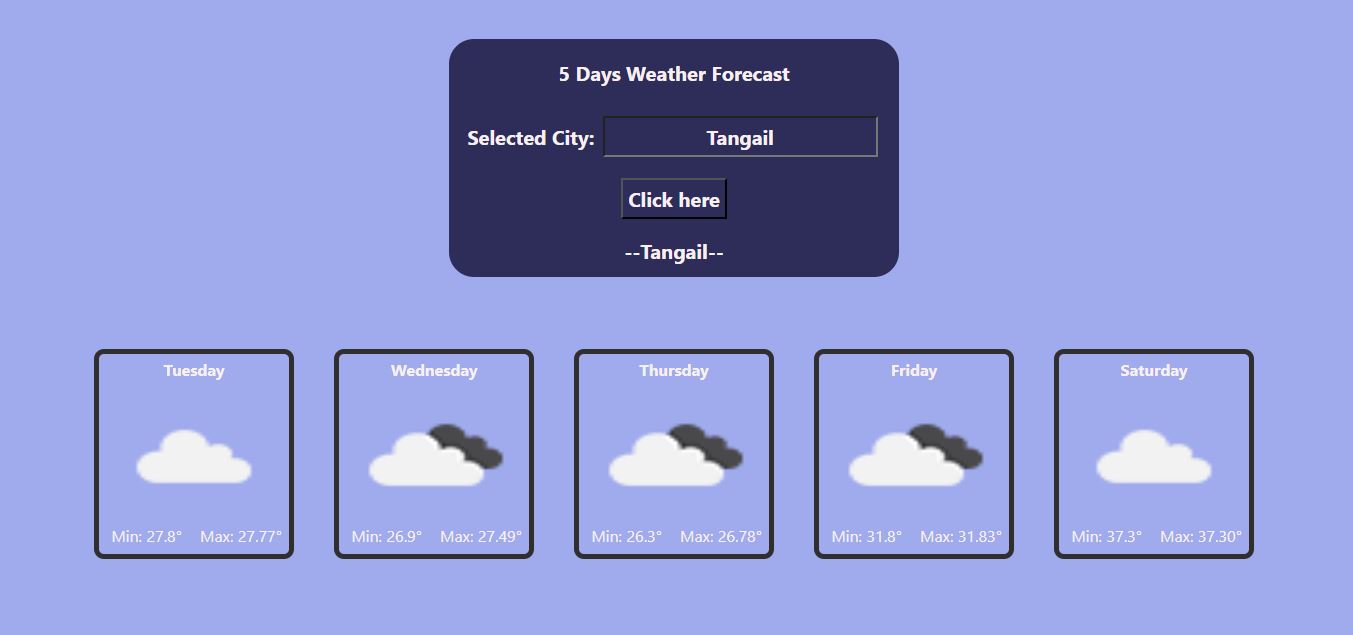 5 Days Weather Forecast
Selected City: Tangail
Click here
--Tangail--
Tuesday
Min: 27.8° Max: 27.77°
Wednesday
Min: 26.9° Max: 27.49°
Thursday
Min: 26.3° Max: 26.78°
Friday
Min: 31.8° Max: 31.83°
Saturday
Min: 37.3° Max: 37.30°